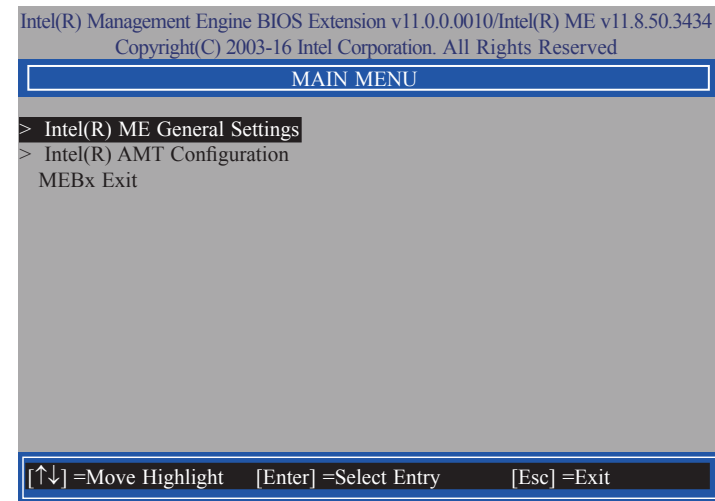 Intel(R) Management Engine BIOS Extension v11.0.0.0010/Intel(R) ME v11.8.50.3434
Copyright(C) 2003-16 Intel Corporation. All Rights Reserved
MAIN MENU
> Intel(R) ME General Settings
> Intel(R) AMT Configuration
MEBx Exit
[↑↓] =Move Highlight [Enter] =Select Entry [Esc] =Exit